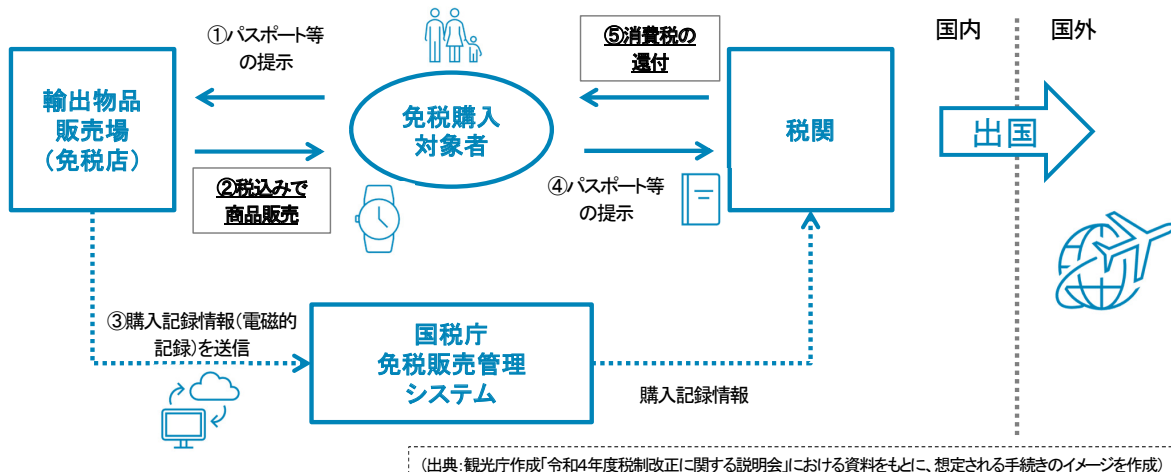 ①パスポート等
の提示
⑤消費税の
還付
国内
国外
輸出物品
販売場
（免税店）
免税購入
対象者
税関
出国
②税込みで
商品販売
④パスポート等
の提示
③購入記録情報（電磁的
記録）を送信
国税庁
免税販売管理
システム
購入記録情報
（出典：観光庁作成「令和4年度税制改正に関する説明会」における資料をもとに、想定される手続きのイメージを作成）